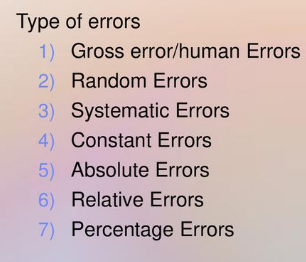 Type of errors
1) Gross error/human Errors
2) Random Errors
3) Systematic Errors
4) Constant Errors
5) Absolute Errors
6) Relative Errors
7) Percentage Errors